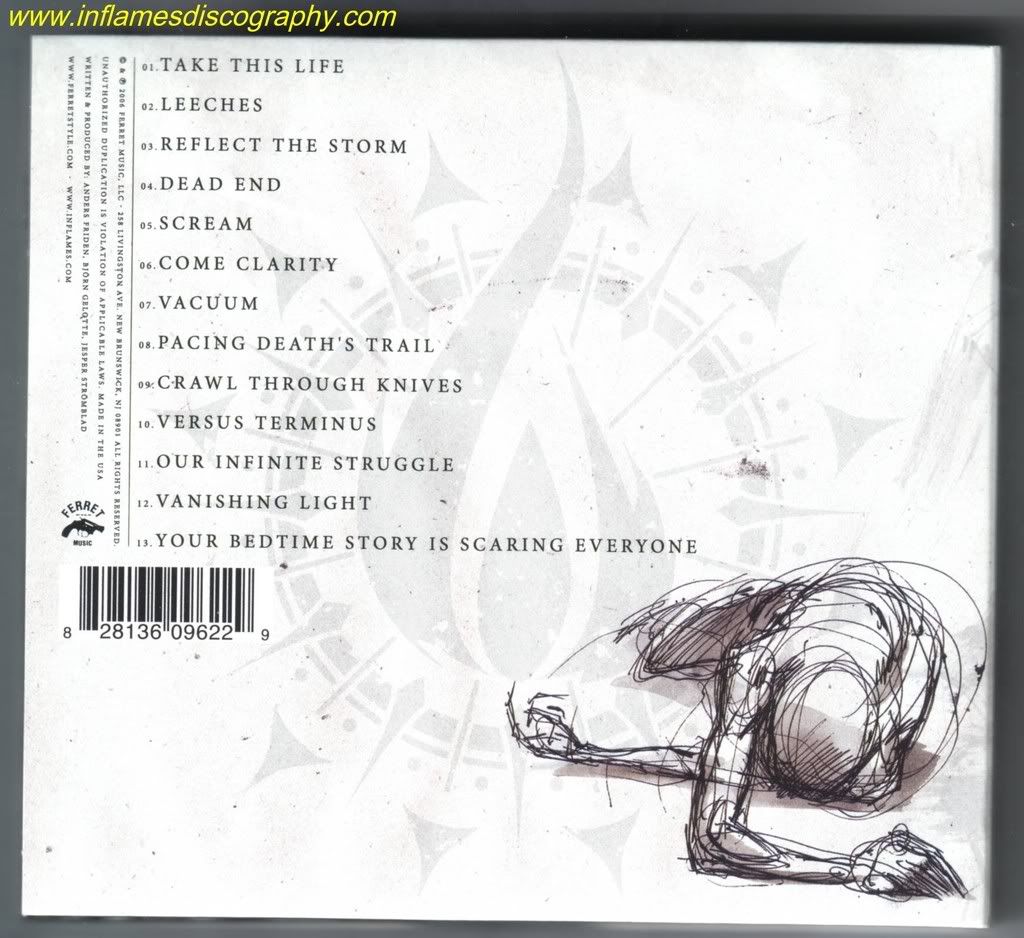 www.inflamesdiscography.com
01. TAKE THIS LIFE
02. LEECHES
03. REFLECT THE STORM
04. DEAD END
05. SCREAM
06. COME CLARITY
07. VACUUM
08. PACING DEATH'S TRAIL
09. CRAWL THROUGH KNIVES
10. VERSUS TERMINUS
11. OUR INFINITE STRUGGLE
12. VANISHING LIGHT
13. YOUR BEDTIME STORY IS SCARING EVERYONE
© & ℗ 2006 FERRET MUSIC, LLC · 258 LIVINGSTON AVE. NEW BRUNSWICK, NJ 08901 ALL RIGHTS RESERVED.
UNAUTHORIZED DUPLICATION IS VIOLATION OF APPLICABLE LAWS. MADE IN THE USA
WRITTEN & PRODUCED BY: ANDERS FRIDEN, BJÖRN GELOTTE, JESPER STRÖMBLAD
WWW.FERRETSTYLE.COM · WWW.INFLAMES.COM
FERRET
MUSIC
8 28136 09622 9